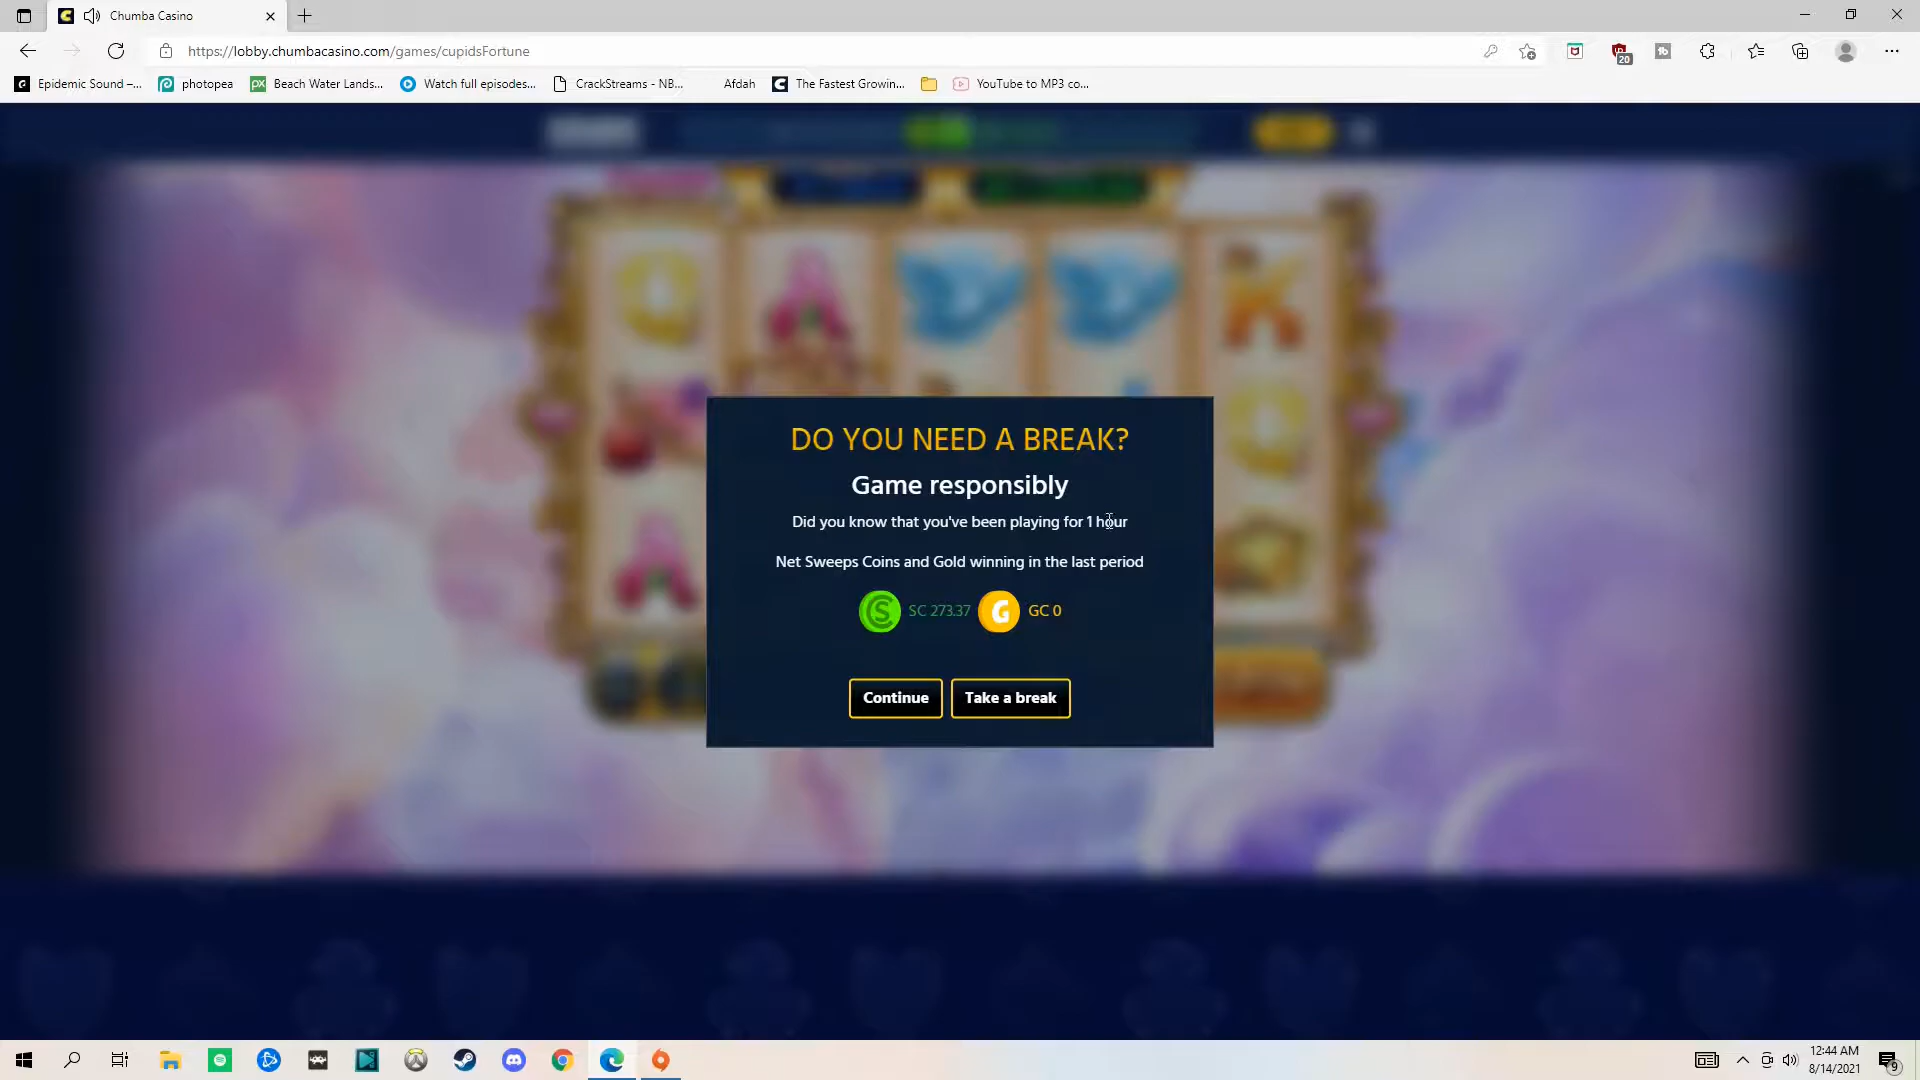 Chumba Casino
https://lobby.chumbacasino.com/games/cupidsFortune
20
Epidemic Sound –...
photopea
Beach Water Lands...
Watch full episodes...
CrackStreams - NB...
Afdah
The Fastest Growin...
YouTube to MP3 co...
DO YOU NEED A BREAK?
Game responsibly
Did you know that you've been playing for 1 hour
Net Sweeps Coins and Gold winning in the last period
SC 273.37 GC 0
Continue Take a break
12:44 AM
8/14/2021
9